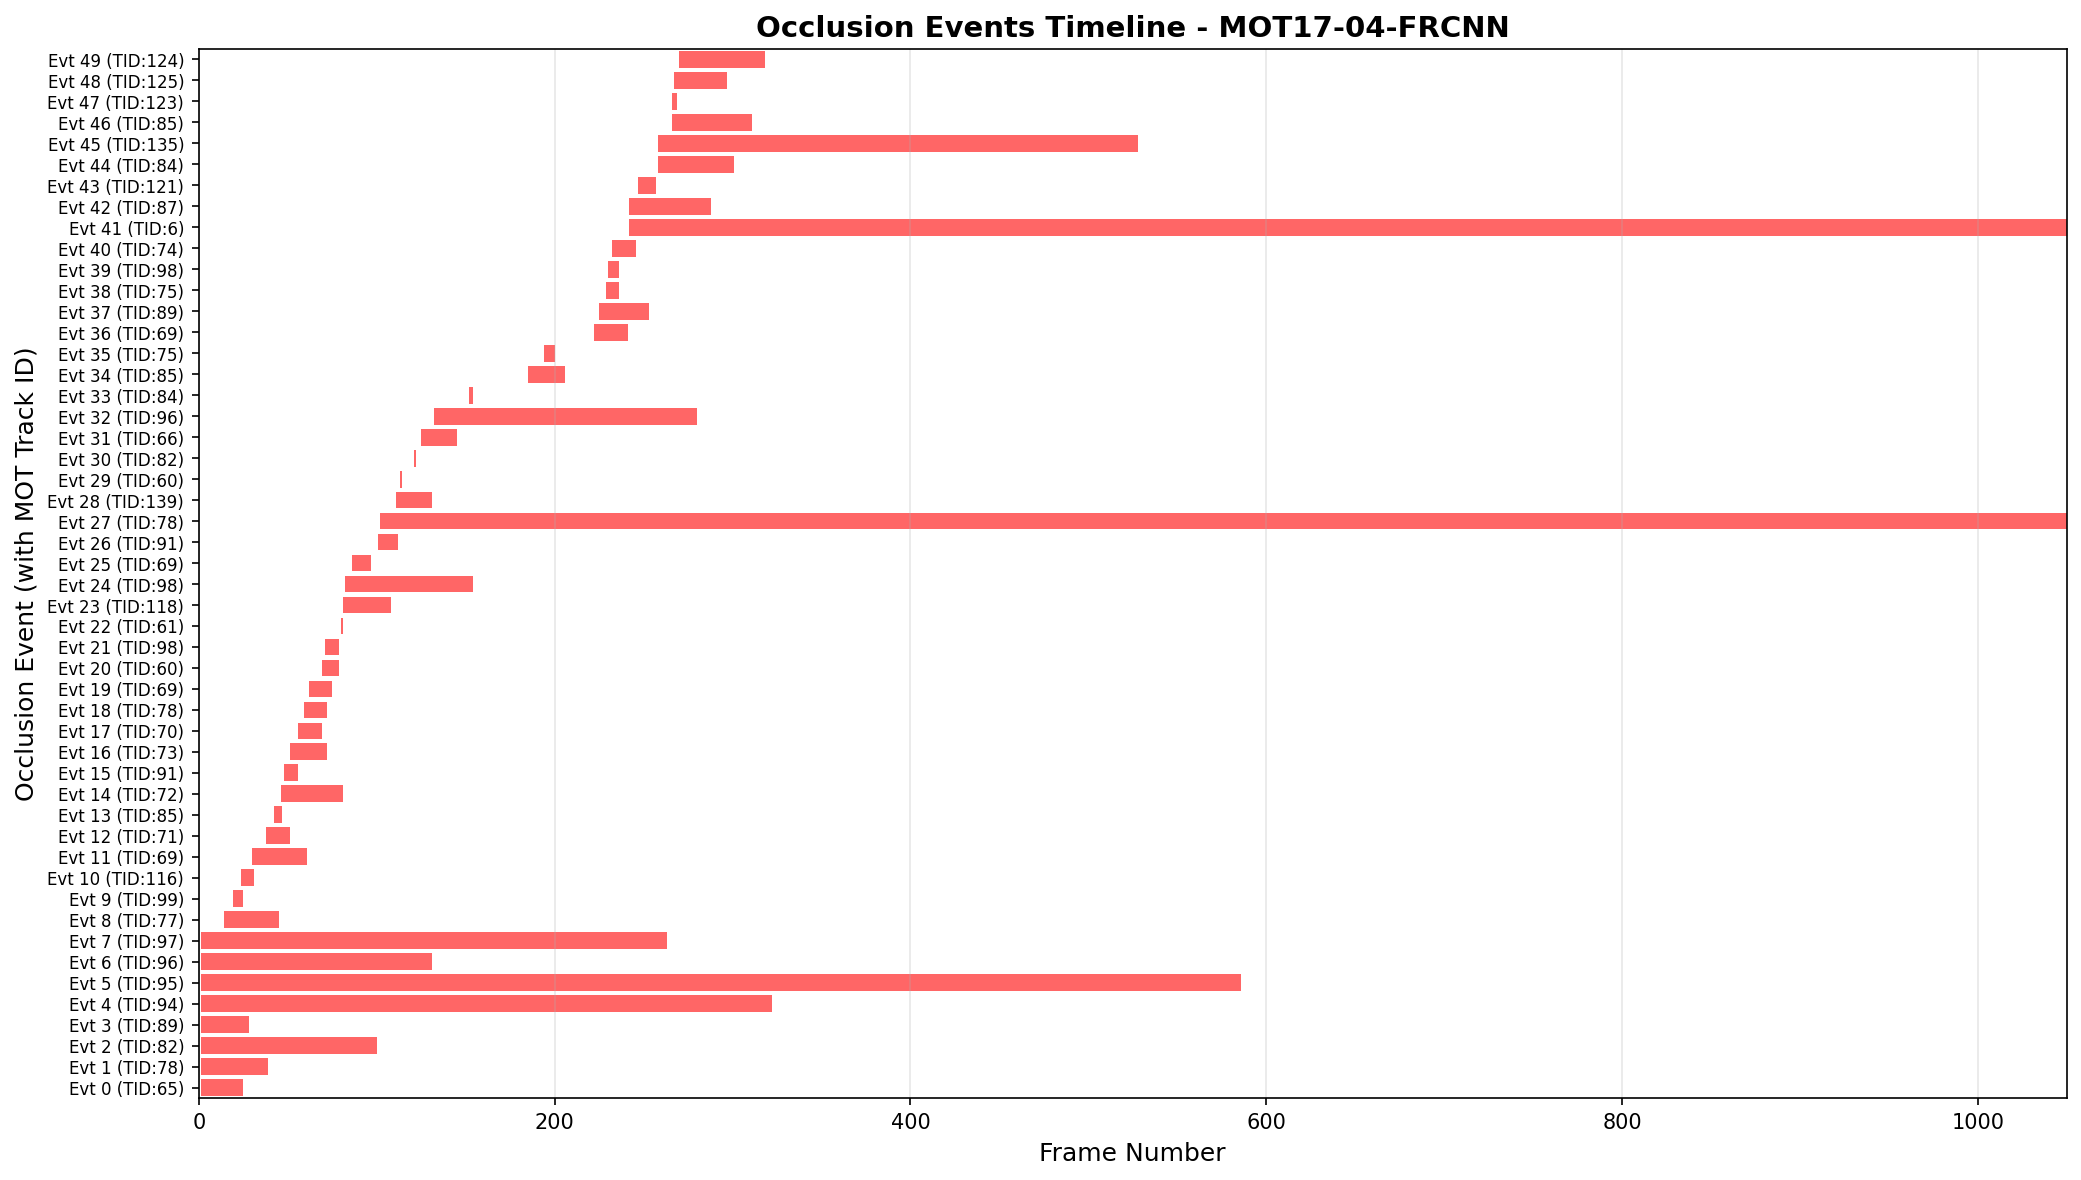 Occlusion Events Timeline - MOT17-04-FRCNN
Occlusion Event (with MOT Track ID)
Evt 49 (TID:124)
Evt 48 (TID:125)
Evt 47 (TID:123)
Evt 46 (TID:85)
Evt 45 (TID:135)
Evt 44 (TID:84)
Evt 43 (TID:121)
Evt 42 (TID:87)
Evt 41 (TID:6)
Evt 40 (TID:74)
Evt 39 (TID:98)
Evt 38 (TID:75)
Evt 37 (TID:89)
Evt 36 (TID:69)
Evt 35 (TID:75)
Evt 34 (TID:85)
Evt 33 (TID:84)
Evt 32 (TID:96)
Evt 31 (TID:66)
Evt 30 (TID:82)
Evt 29 (TID:60)
Evt 28 (TID:139)
Evt 27 (TID:78)
Evt 26 (TID:91)
Evt 25 (TID:69)
Evt 24 (TID:98)
Evt 23 (TID:118)
Evt 22 (TID:61)
Evt 21 (TID:98)
Evt 20 (TID:60)
Evt 19 (TID:69)
Evt 18 (TID:78)
Evt 17 (TID:70)
Evt 16 (TID:73)
Evt 15 (TID:91)
Evt 14 (TID:72)
Evt 13 (TID:85)
Evt 12 (TID:71)
Evt 11 (TID:69)
Evt 10 (TID:116)
Evt 9 (TID:99)
Evt 8 (TID:77)
Evt 7 (TID:97)
Evt 6 (TID:96)
Evt 5 (TID:95)
Evt 4 (TID:94)
Evt 3 (TID:89)
Evt 2 (TID:82)
Evt 1 (TID:78)
Evt 0 (TID:65)
0 200 400 600 800 1000
Frame Number